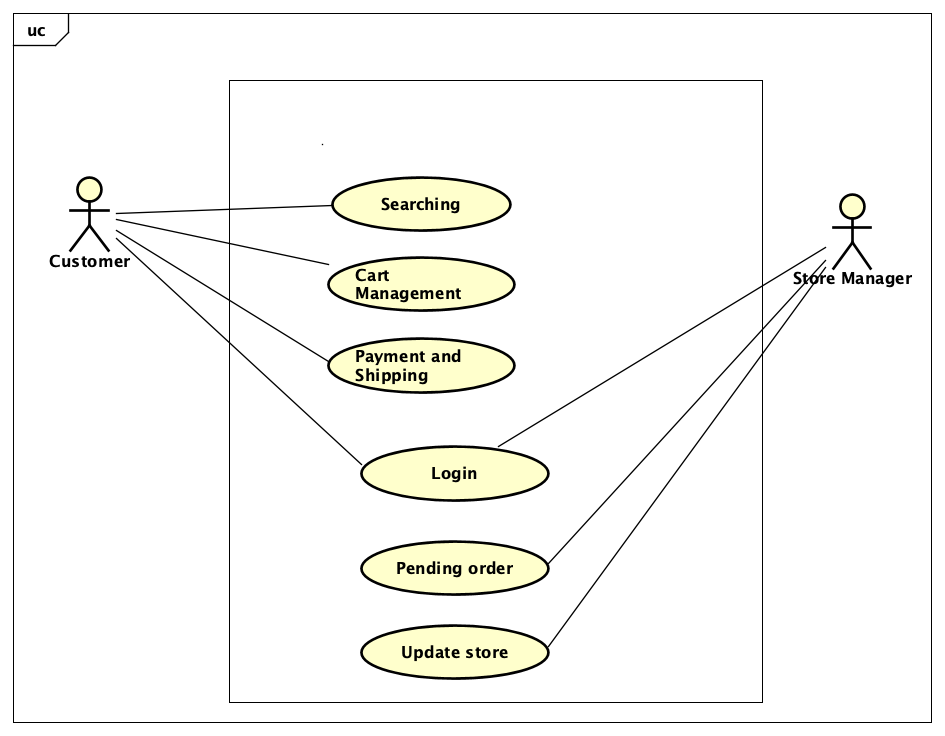 uc
Searching
Customer
Cart
Management
Store Manager
Payment and
Shipping
Login
Pending order
Update store